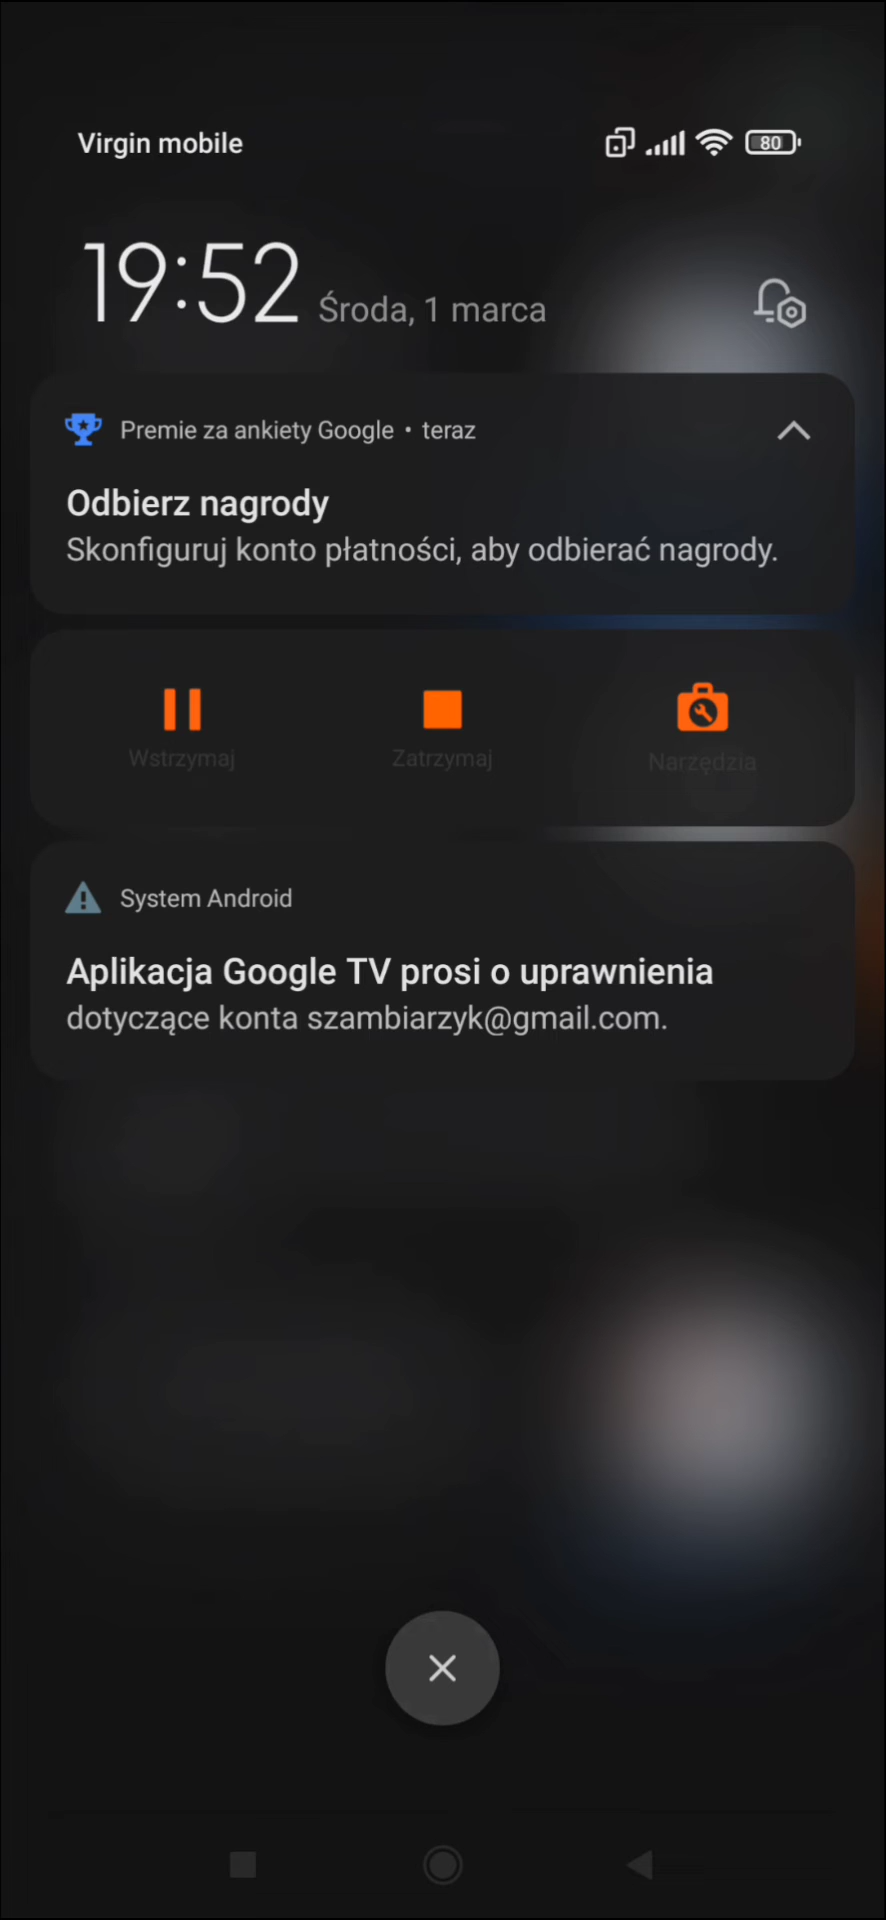 Virgin mobile
80
19:52 Środa, 1 marca
Premie za ankiety Google • teraz
Odbierz nagrody
Skonfiguruj konto płatności, aby odbierać nagrody.
Wstrzymaj Zatrzymaj Narzędzia
System Android
Aplikacja Google TV prosi o uprawnienia
dotyczące konta szambiarzyk@gmail.com.